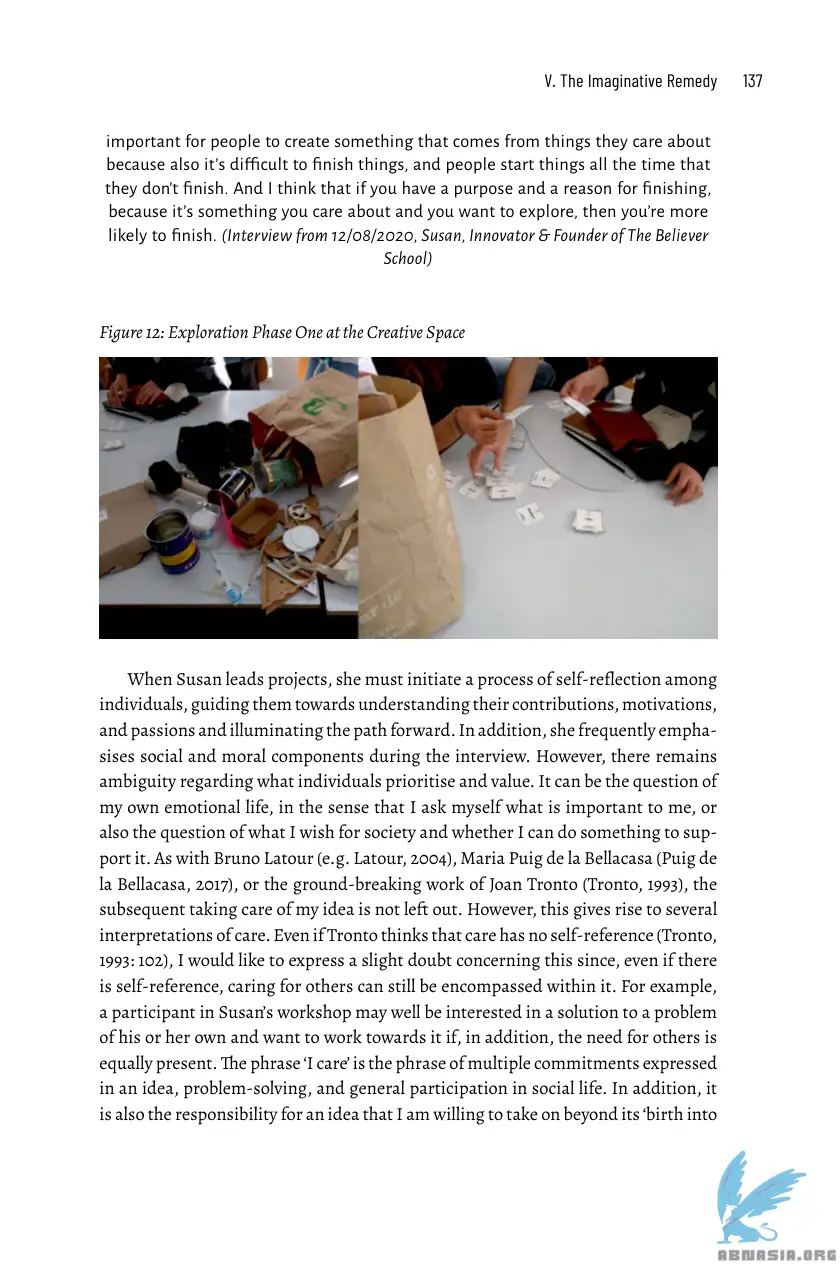 V. The Imaginative Remedy 137
important for people to create something that comes from things they care about
because also it’s difficult to finish things, and people start things all the time that
they don’t finish. And I think that if you have a purpose and a reason for finishing,
because it’s something you care about and you want to explore, then you’re more
likely to finish. (Interview from 12/08/2020, Susan, Innovator & Founder of The Believer
School)
Figure 12: Exploration Phase One at the Creative Space
When Susan leads projects, she must initiate a process of self-reflection among
individuals, guiding them towards understanding their contributions, motivations,
and passions and illuminating the path forward. In addition, she frequently empha-
sises social and moral components during the interview. However, there remains
ambiguity regarding what individuals prioritise and value. It can be the question of
my own emotional life, in the sense that I ask myself what is important to me, or
also the question of what I wish for society and whether I can do something to sup-
port it. As with Bruno Latour (e.g. Latour, 2004), Maria Puig de la Bellacasa (Puig de
la Bellacasa, 2017), or the ground-breaking work of Joan Tronto (Tronto, 1993), the
subsequent taking care of my idea is not left out. However, this gives rise to several
interpretations of care. Even if Tronto thinks that care has no self-reference (Tronto,
1993: 102), I would like to express a slight doubt concerning this since, even if there
is self-reference, caring for others can still be encompassed within it. For example,
a participant in Susan’s workshop may well be interested in a solution to a problem
of his or her own and want to work towards it if, in addition, the need for others is
equally present. The phrase ‘I care’ is the phrase of multiple commitments expressed
in an idea, problem-solving, and general participation in social life. In addition, it
is also the responsibility for an idea that I am willing to take on beyond its ‘birth into
ABNASIA.ORG